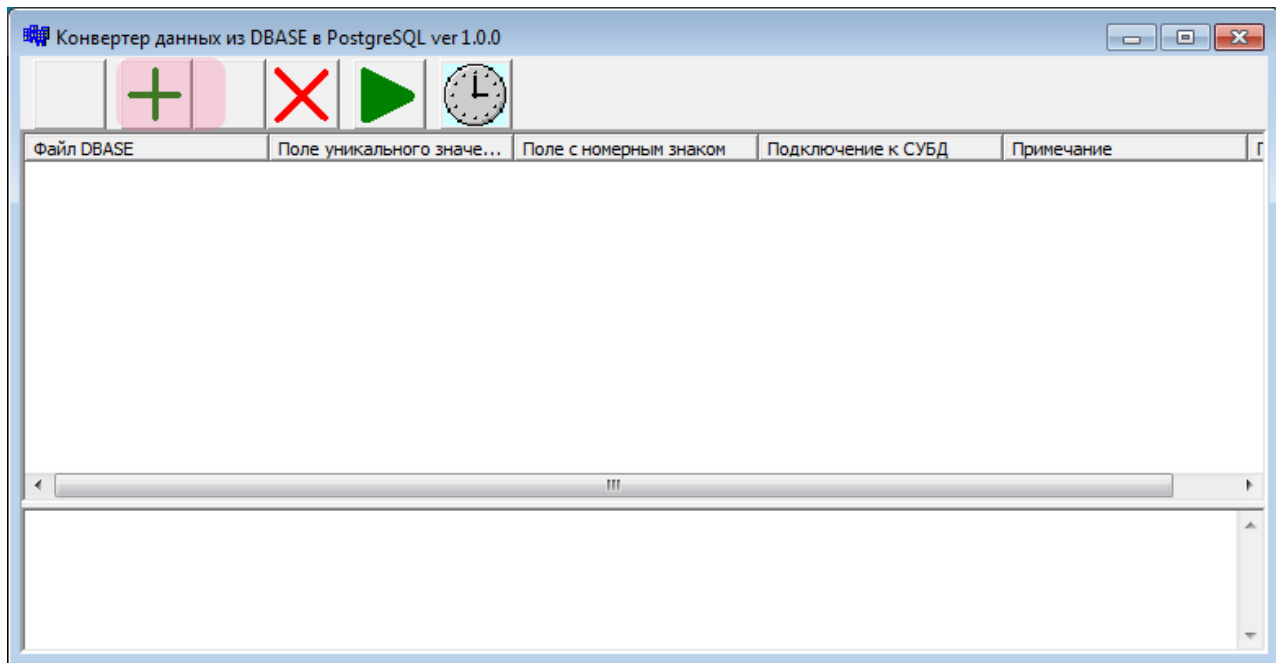 Конвертер данных из DBASE в PostgreSQL ver 1.0.0
Файл DBASE Поле уникального значе... Поле с номерным знаком Подключение к СУБД Примечание